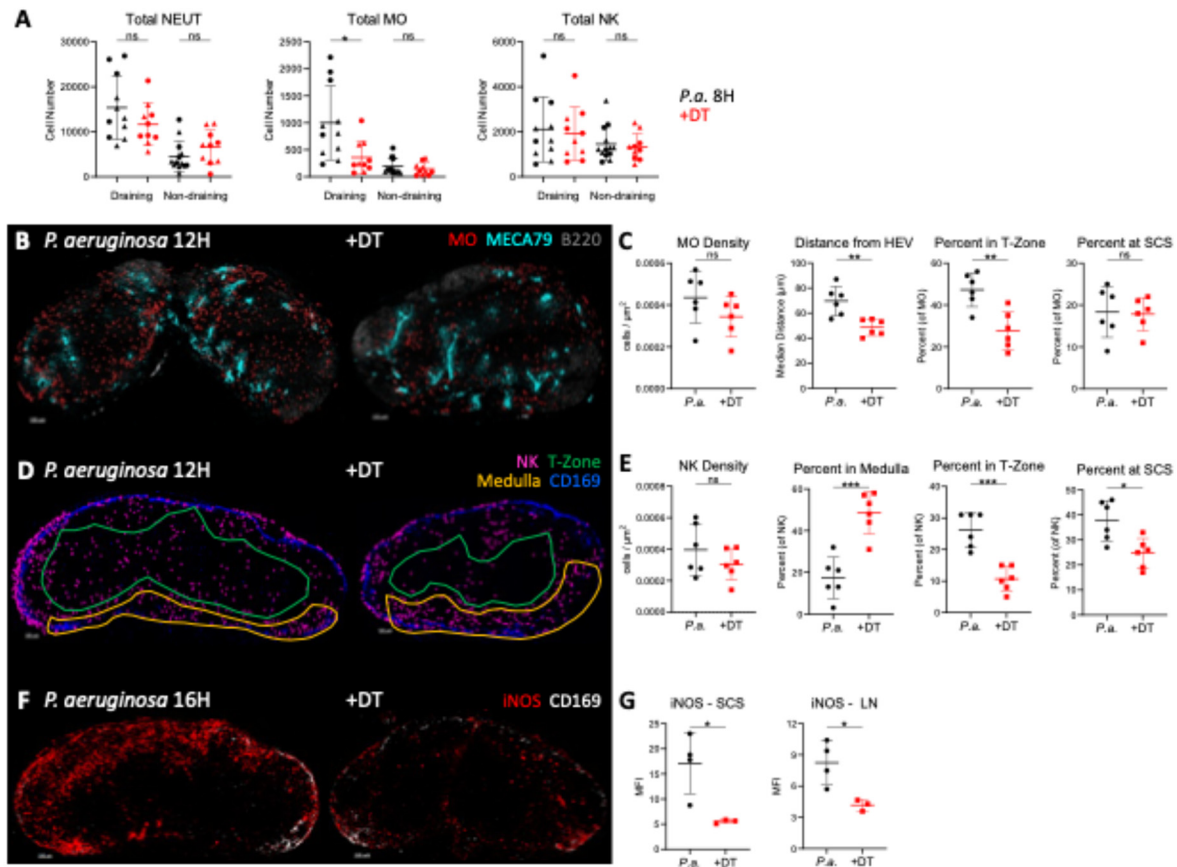 A
Total NEUT
Total MO
Total NK
ns ns
* ns
ns ns
Cell Number
30000
20000
10000
0
Draining Non-draining
Cell Number
2500
2000
1500
1000
500
0
Draining Non-draining
Cell Number
6000
4000
2000
0
Draining Non-draining
P.a. 8H
+DT
B P. aeruginosa 12H +DT MO MECA79 B220
C
MO Density
ns
cells / µm²
0.0006
0.0004
0.0002
0.0000
P.a. +DT
Distance from HEV
**
Median Distance (µm)
100
80
60
40
20
0
P.a. +DT
Percent in T-Zone
**
Percent (of MO)
60
40
20
0
P.a. +DT
Percent at SCS
ns
Percent (of MO)
30
20
10
0
P.a. +DT
D P. aeruginosa 12H +DT NK T-Zone
Medulla CD169
E
NK Density
ns
cells / µm²
0.0008
0.0006
0.0004
0.0002
0.0000
P.a. +DT
Percent in Medulla
***
Percent (of NK)
60
40
20
0
P.a. +DT
Percent in T-Zone
***
Percent (of NK)
40
30
20
10
0
P.a. +DT
Percent at SCS
*
Percent (of NK)
50
40
30
20
10
0
P.a. +DT
F P. aeruginosa 16H +DT iNOS CD169
G
iNOS - SCS
*
MFI
25
20
15
10
5
0
P.a. +DT
iNOS - LN
*
MFI
12
9
6
3
0
P.a. +DT